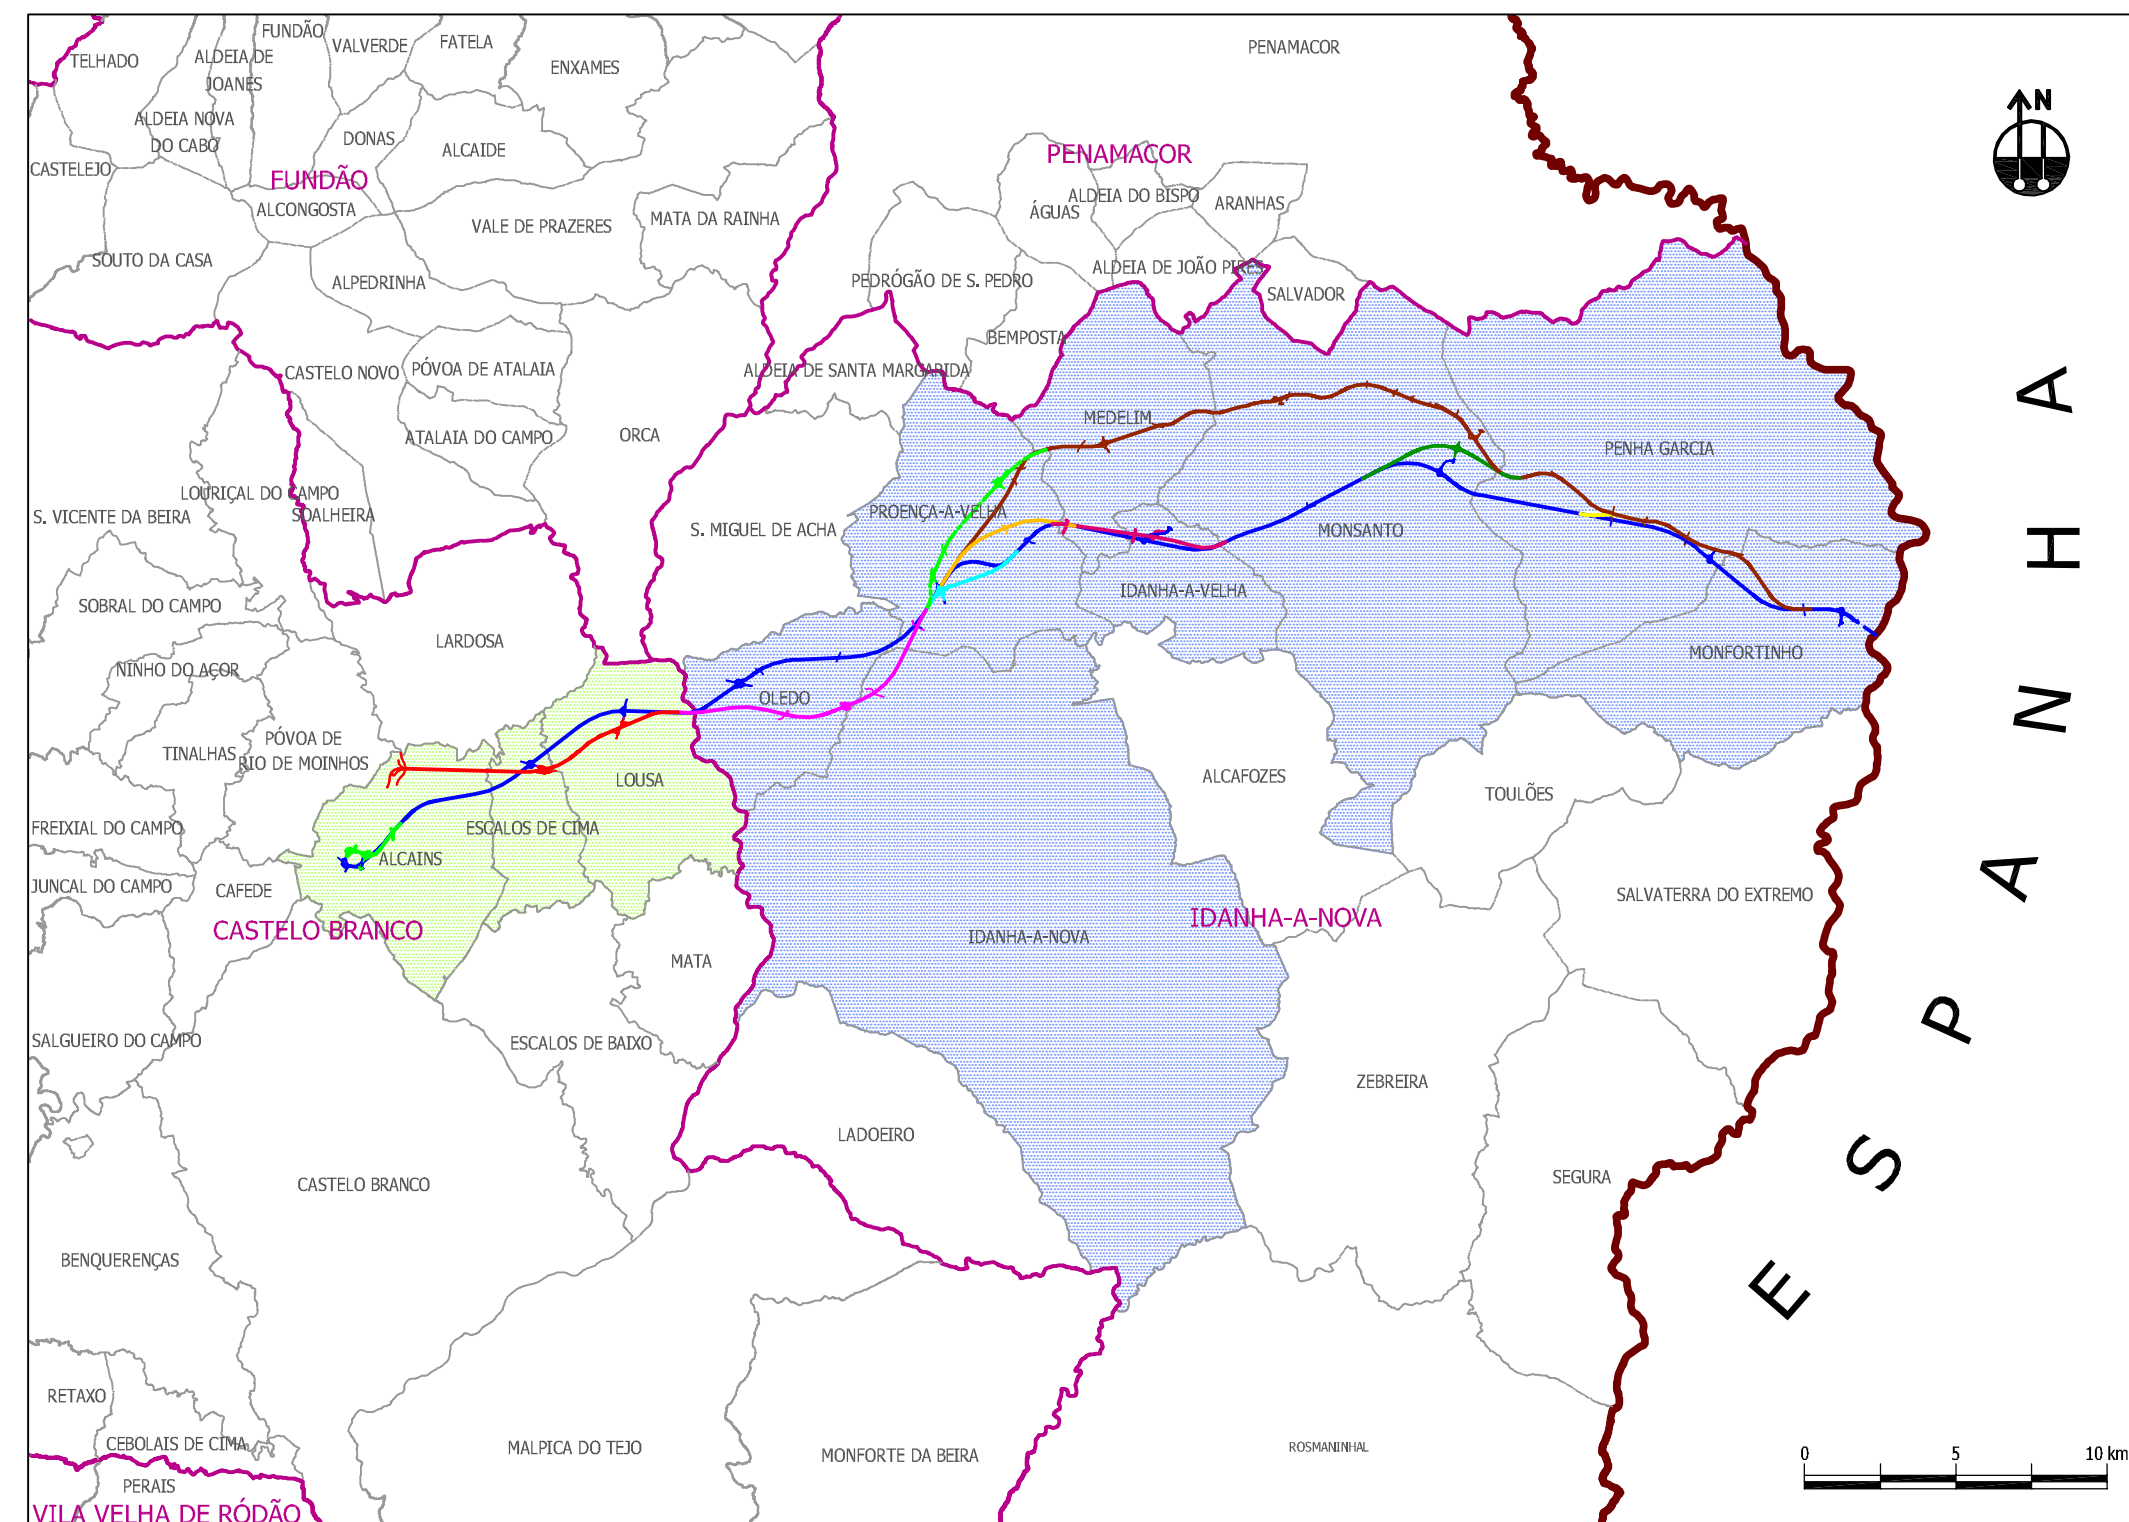 FUNDÃO
VALVERDE
FATELA
PENAMACOR
TELHADO
ALDEIA DE
JOANES
ENXAMES
N
ALDEIA NOVA
DO CABO
DONAS
ALCAIDE
PENAMACOR
CASTELEJO
FUNDÃO
ALCONGOSTA
VALE DE PRAZERES
MATA DA RAINHA
ÁGUAS
ALDEIA DO BISPO
ARANHAS
SOUTO DA CASA
ALPEDRINHA
PEDRÓGÃO DE S. PEDRO
ALDEIA DE JOÃO PIRES
SALVADOR
BEMPOSTA
CASTELO NOVO
PÓVOA DE ATALAIA
ALDEIA DE SANTA MARGARIDA
ATALAIA DO CAMPO
ORCA
MEDELIM
PENHA GARCIA
LOURIÇAL DO CAMPO
S. VICENTE DA BEIRA
SOALHEIRA
S. MIGUEL DE ACHA
PROENÇA-A-VELHA
MONSANTO
SOBRAL DO CAMPO
LARDOSA
IDANHA-A-VELHA
NINHO DO AÇOR
OLEDO
MONFORTINHO
TINALHAS
PÓVOA DE
RIO DE MOINHOS
LOUSA
ALCAFOZES
TOULÕES
FREIXIAL DO CAMPO
ESCALOS DE CIMA
ALCAINS
JUNCAL DO CAMPO
CAFEDE
SALVATERRA DO EXTREMO
CASTELO BRANCO
IDANHA-A-NOVA
IDANHA-A-NOVA
MATA
SALGUEIRO DO CAMPO
ESCALOS DE BAIXO
ZEBREIRA
LADOEIRO
CASTELO BRANCO
SEGURA
BENQUERENÇAS
ESPANHA
RETAXO
CEBOLAIS DE CIMA
MALPICA DO TEJO
MONFORTE DA BEIRA
ROSMANINHAL
0 5 10 km
PERAIS
VILA VELHA DE RÓDÃO